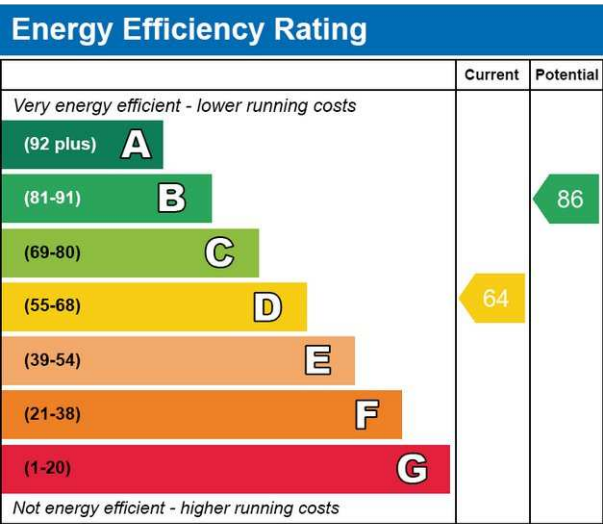 Energy Efficiency Rating
Current Potential
Very energy efficient - lower running costs
(92 plus) A
(81-91) B
86
(69-80) C
(55-68) D
64
(39-54) E
(21-38) F
(1-20) G
Not energy efficient - higher running costs